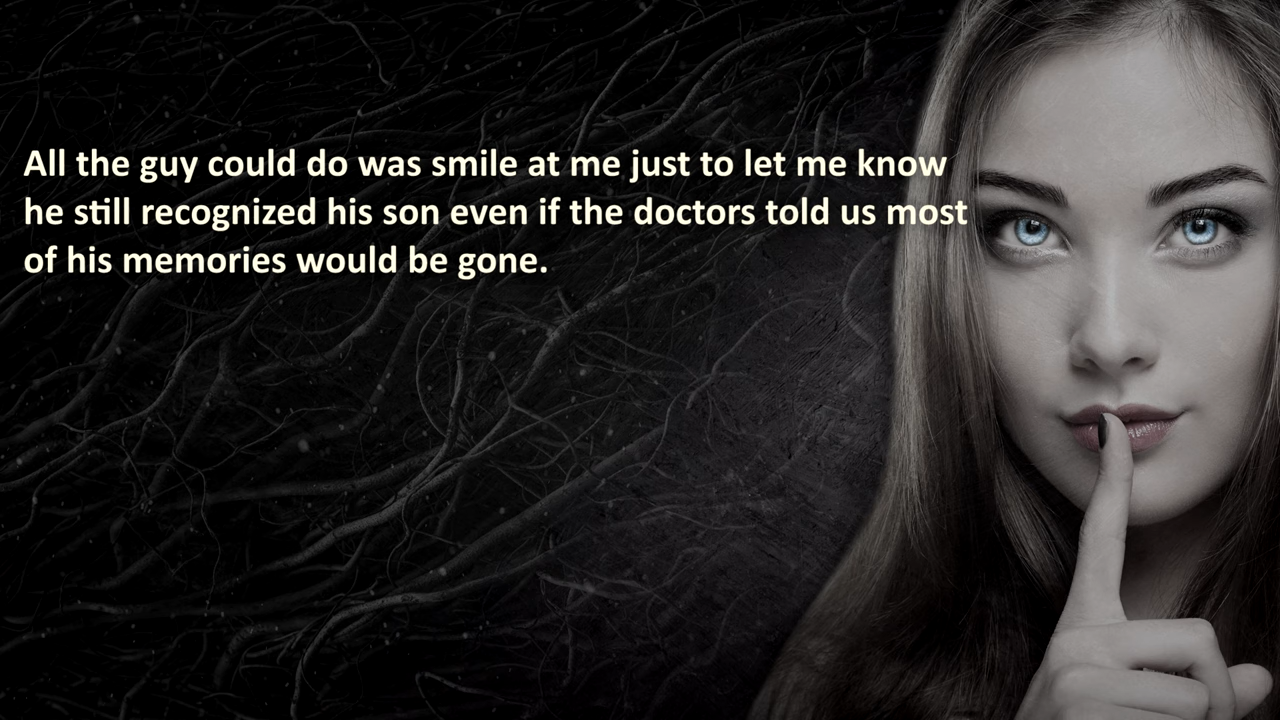 All the guy could do was smile at me just to let me know
he still recognized his son even if the doctors told us most
of his memories would be gone.